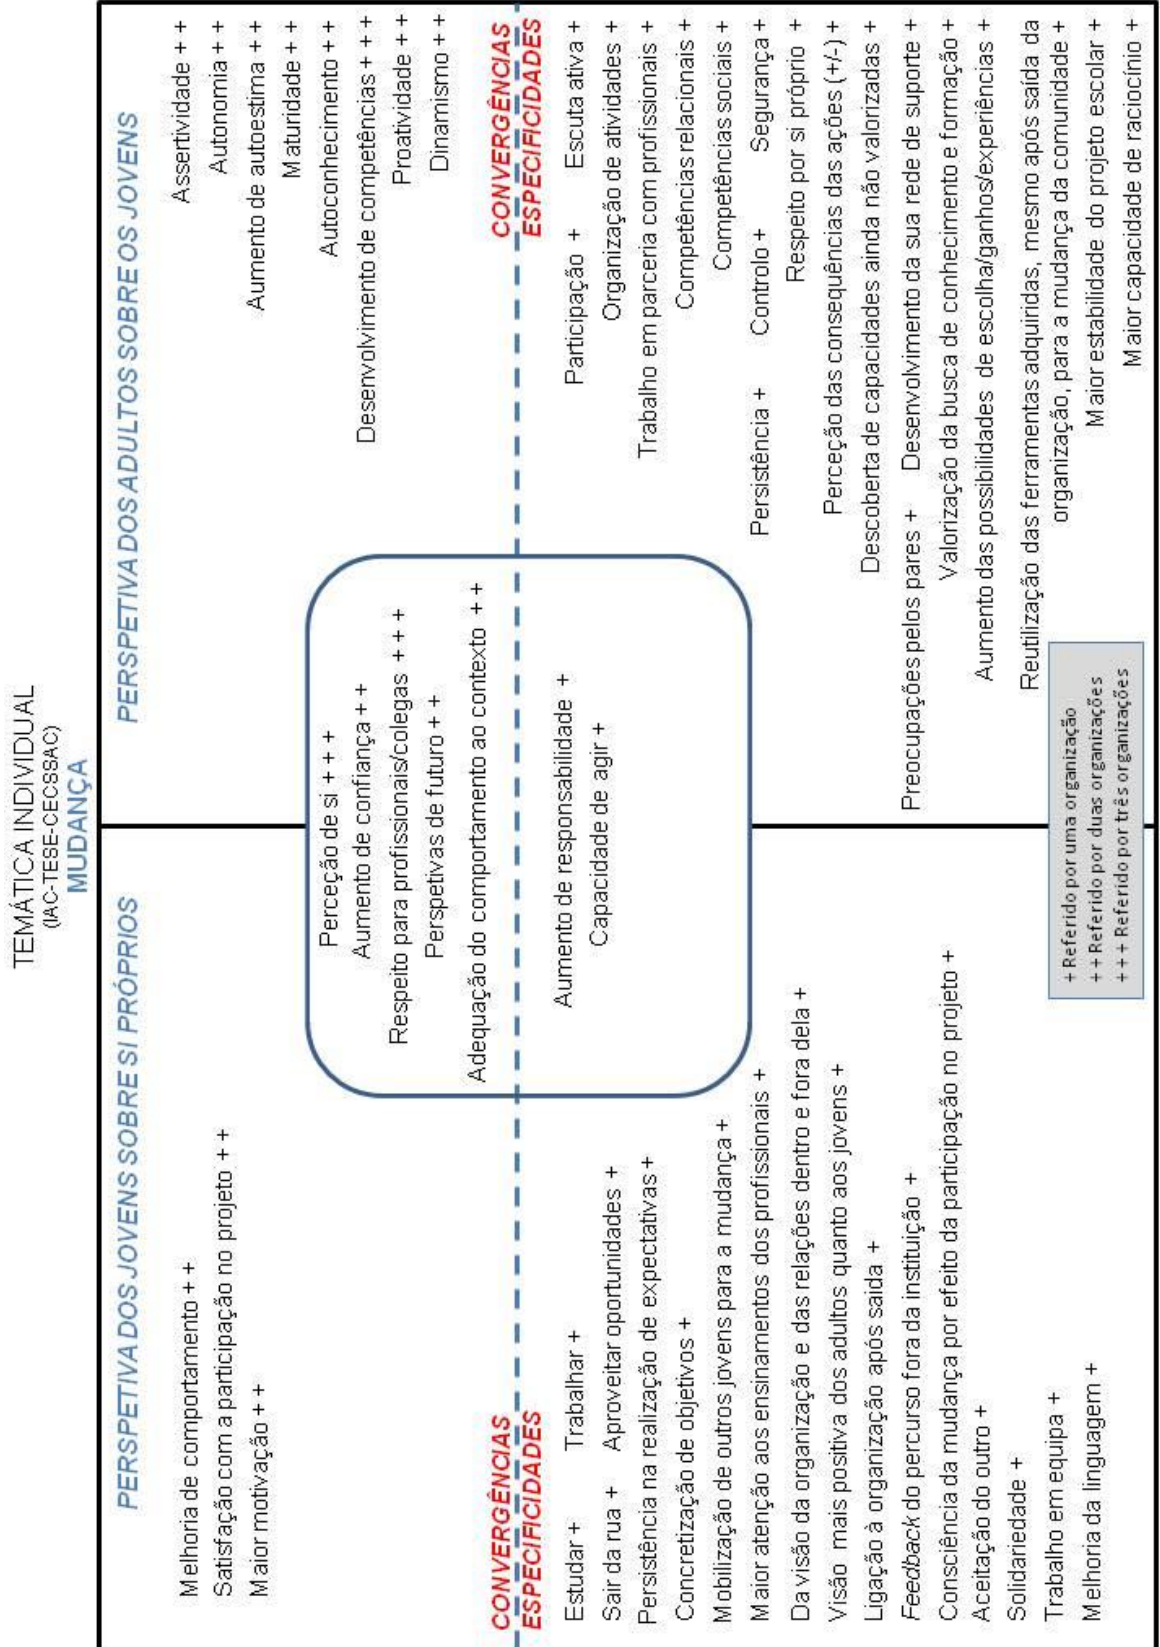 TEMÁTICA INDIVIDUAL
(IAC-TESE-CECSSAC)
MUDANÇA
PERSPETIVA DOS JOVENS SOBRE SI PRÓPRIOS
Melhoria de comportamento + +
Satisfação com a participação no projeto + +
Maior motivação + +
CONVERGÊNCIAS
ESPECIFICIDADES
Estudar + Trabalhar +
Sair da rua + Aproveitar oportunidades +
Persistência na realização de expectativas +
Concretização de objetivos +
Mobilização de outros jovens para a mudança +
Maior atenção aos ensinamentos dos profissionais +
Da visão da organização e das relações dentro e fora dela +
Visão mais positiva dos adultos quanto aos jovens +
Ligação à organização após saida +
Feedback do percurso fora da instituição +
Consciência da mudança por efeito da participação no projeto +
Aceitação do outro +
Solidariedade +
Trabalho em equipa +
Melhoria da linguagem +
Perceção de si + + +
Aumento de confiança + +
Respeito para profissionais/colegas + + +
Perspetivas de futuro + +
Adequação do comportamento ao contexto + +
Aumento de responsabilidade +
Capacidade de agir +
PERSPETIVA DOS ADULTOS SOBRE OS JOVENS
Assertividade + +
Autonomia + +
Aumento de autoestima + +
Maturidade + +
Autoconhecimento + +
Desenvolvimento de competências + + +
Proatividade + +
Dinamismo + +
CONVERGÊNCIAS
ESPECIFICIDADES
Participação + Escuta ativa +
Organização de atividades +
Trabalho em parceria com profissionais +
Competências relacionais +
Competências sociais +
Persistência + Controlo + Segurança +
Respeito por si próprio +
Perceção das consequências das ações (+/-) +
Descoberta de capacidades ainda não valorizadas +
Preocupações pelos pares + Desenvolvimento da sua rede de suporte +
Valorização da busca de conhecimento e formação +
Aumento das possibilidades de escolha/ganhos/experiências +
Reutilização das ferramentas adquiridas, mesmo após saída da
organização, para a mudança da comunidade +
Maior estabilidade do projeto escolar +
Maior capacidade de raciocínio +
+ Referido por uma organização
+ + Referido por duas organizações
+ + + Referido por três organizações